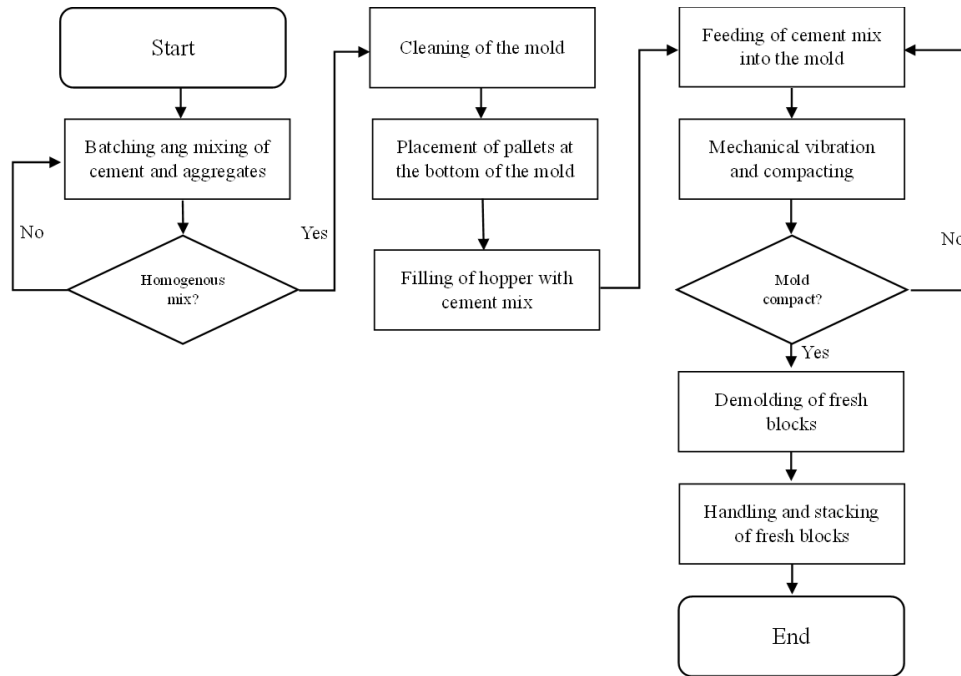 Start
Batching ang mixing of
cement and aggregates
No
Homogenous
mix?
Yes
Cleaning of the mold
Placement of pallets at
the bottom of the mold
Filling of hopper with
cement mix
Feeding of cement mix
into the mold
Mechanical vibration
and compacting
Mold
compact?
No
Yes
Demolding of fresh
blocks
Handling and stacking
of fresh blocks
End